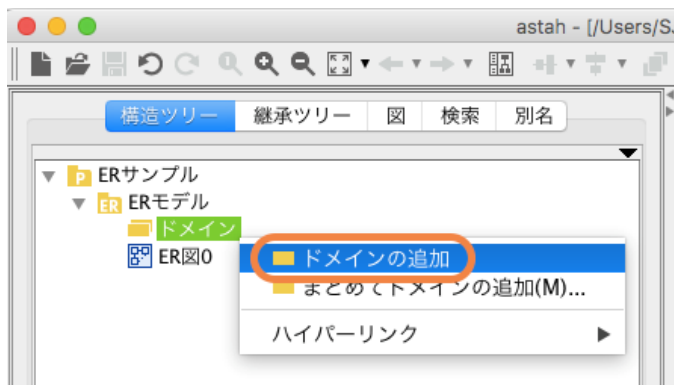 astah - [/Users/SJ
構造ツリー 継承ツリー 図 検索 別名
ERサンプル
ERモデル
ドメイン
ER図0
ドメインの追加
まとめてドメインの追加(M)...
ハイパーリンク